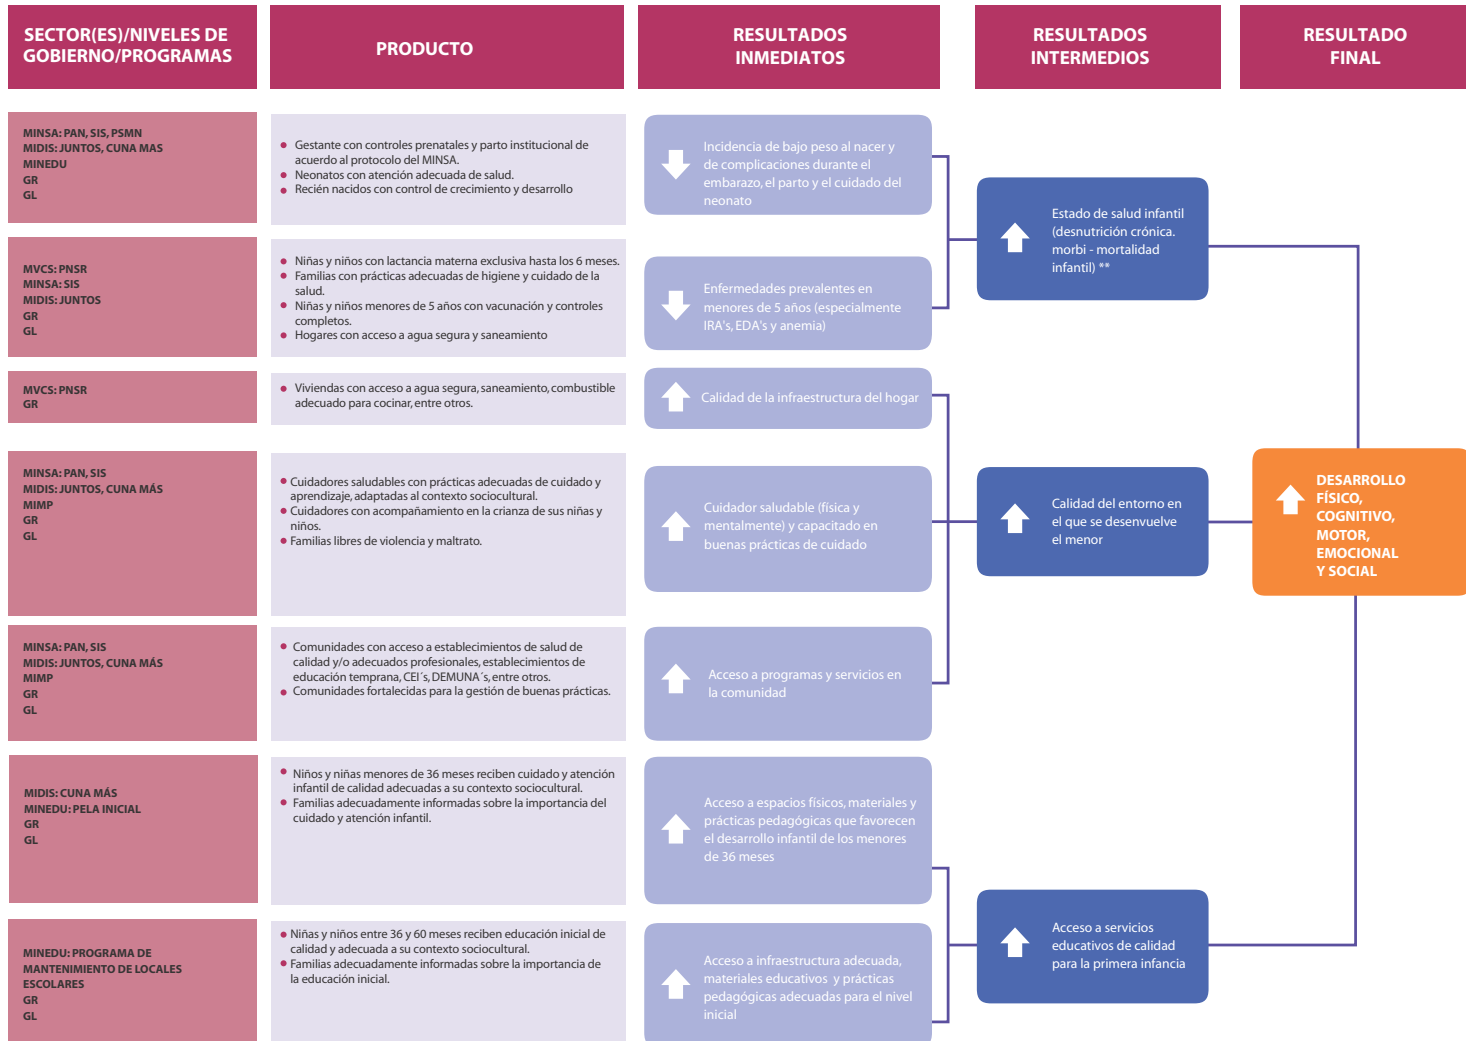 SECTOR(ES)/NIVELES DE
GOBIERNO/PROGRAMAS
PRODUCTO
RESULTADOS
INMEDIATOS
RESULTADOS
INTERMEDIOS
RESULTADO
FINAL
MINSA: PAN, SIS, PSMN
MIDIS: JUNTOS, CUNA MAS
MINEDU
GR
GL
• Gestante con controles prenatales y parto institucional de
acuerdo al protocolo del MINSA.
• Neonatos con atención adecuada de salud.
• Recién nacidos con control de crecimiento y desarrollo
Incidencia de bajo peso al nacer y
de complicaciones durante el
embarazo, el parto y el cuidado del
neonato
MVCS: PNSR
MINSA: SIS
MIDIS: JUNTOS
GR
GL
• Niñas y niños con lactancia materna exclusiva hasta los 6 meses.
• Familias con prácticas adecuadas de higiene y cuidado de la
salud.
• Niñas y niños menores de 5 años con vacunación y controles
completos.
• Hogares con acceso a agua segura y saneamiento
Enfermedades prevalentes en
menores de 5 años (especialmente
IRA's, EDA's y anemia)
Estado de salud infantil
(desnutrición crónica.
morbi - mortalidad
infantil) **
MVCS: PNSR
GR
• Viviendas con acceso a agua segura, saneamiento, combustible
adecuado para cocinar, entre otros.
Calidad de la infraestructura del hogar
MINSA: PAN, SIS
MIDIS: JUNTOS, CUNA MÁS
MIMP
GR
GL
• Cuidadores saludables con prácticas adecuadas de cuidado y
aprendizaje, adaptadas al contexto sociocultural.
• Cuidadores con acompañamiento en la crianza de sus niñas y
niños.
• Familias libres de violencia y maltrato.
Cuidador saludable (física y
mentalmente) y capacitado en
buenas prácticas de cuidado
Calidad del entorno en
el que se desenvuelve
el menor
DESARROLLO
FÍSICO,
COGNITIVO,
MOTOR,
EMOCIONAL
Y SOCIAL
MINSA: PAN, SIS
MIDIS: JUNTOS, CUNA MÁS
MIMP
GR
GL
• Comunidades con acceso a establecimientos de salud de
calidad y/o adecuados profesionales, establecimientos de
educación temprana, CEI´s, DEMUNA´s, entre otros.
• Comunidades fortalecidas para la gestión de buenas prácticas.
Acceso a programas y servicios en
la comunidad
MIDIS: CUNA MÁS
MINEDU: PELA INICIAL
GR
GL
• Niños y niñas menores de 36 meses reciben cuidado y atención
infantil de calidad adecuadas a su contexto sociocultural.
• Familias adecuadamente informadas sobre la importancia del
cuidado y atención infantil.
Acceso a espacios físicos, materiales y
prácticas pedagógicas que favorecen
el desarrollo infantil de los menores
de 36 meses
MINEDU: PROGRAMA DE
MANTENIMIENTO DE LOCALES
ESCOLARES
GR
GL
• Niñas y niños entre 36 y 60 meses reciben educación inicial de
calidad y adecuada a su contexto sociocultural.
• Familias adecuadamente informadas sobre la importancia de
la educación inicial.
Acceso a infraestructura adecuada,
materiales educativos y prácticas
pedagógicas adecuadas para el nivel
inicial
Acceso a servicios
educativos de calidad
para la primera infancia